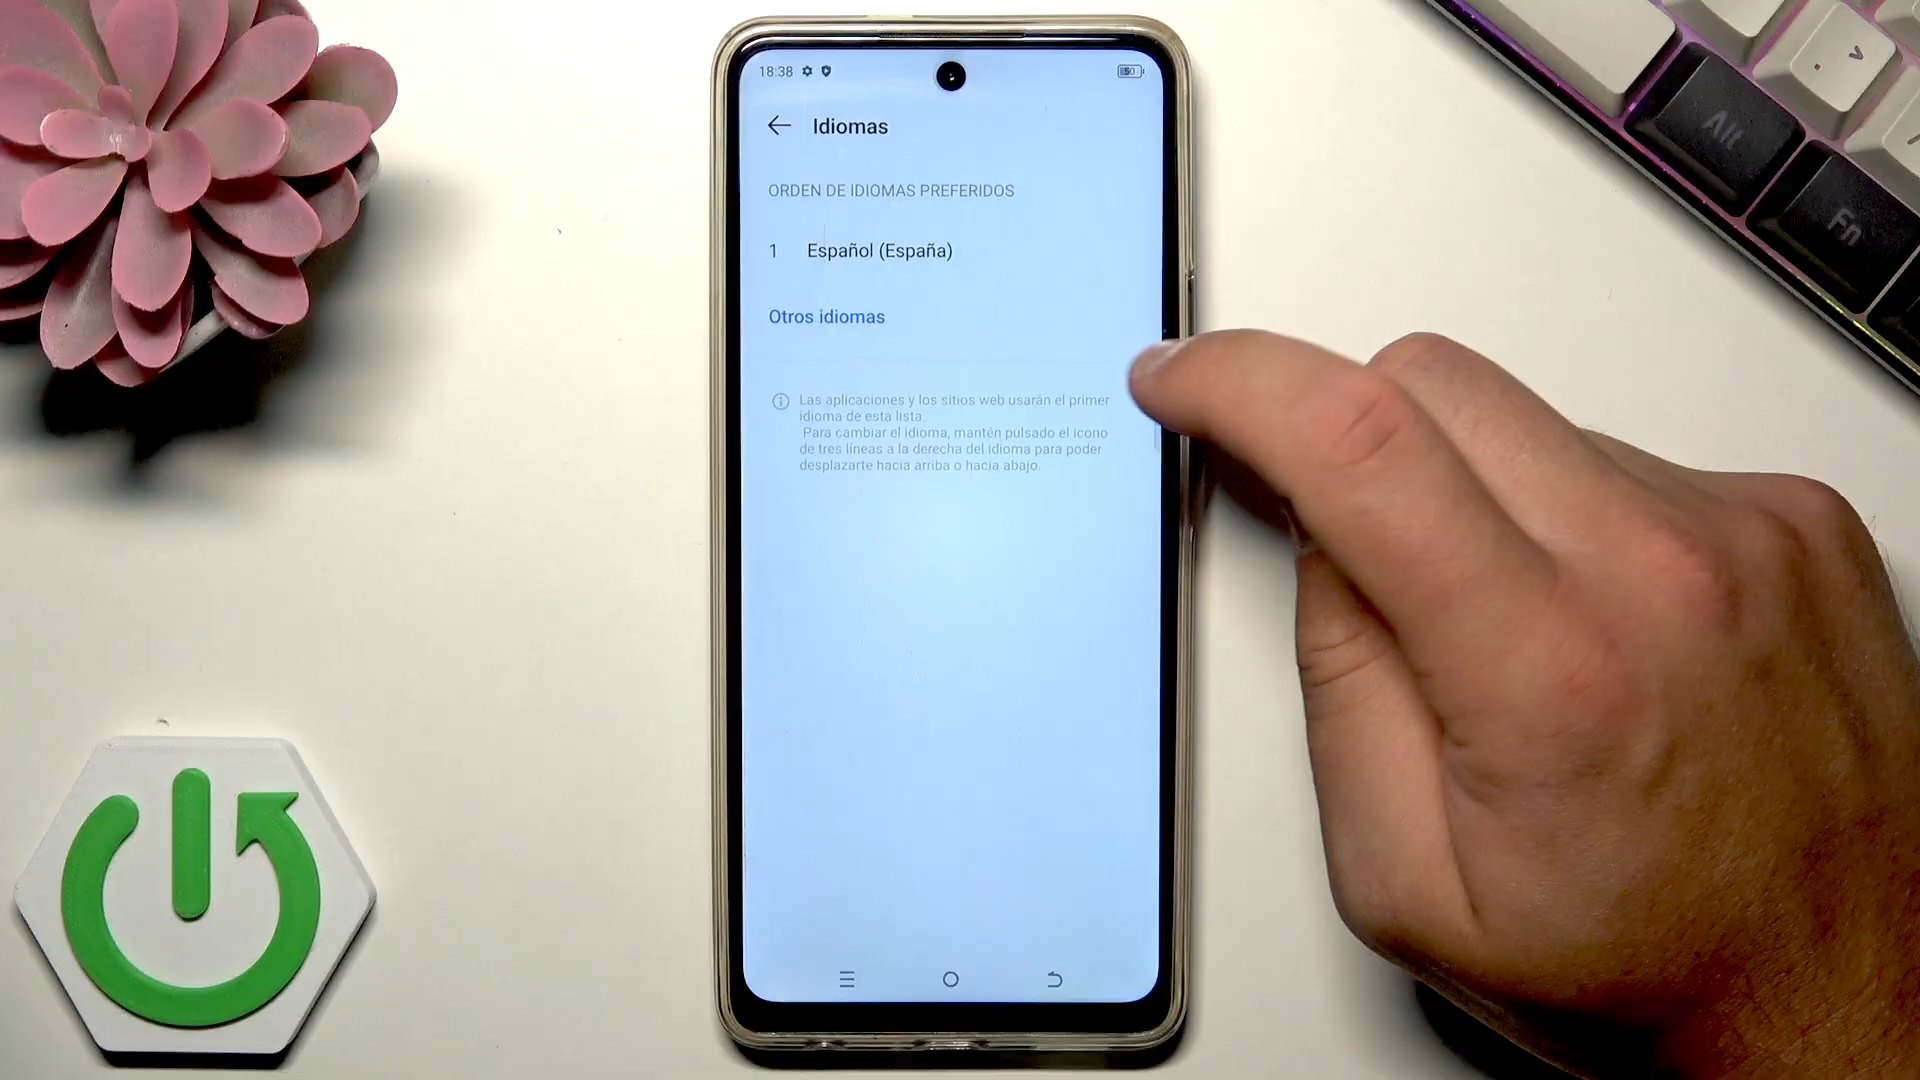 18:38
50
Idiomas
ORDEN DE IDIOMAS PREFERIDOS
1 Español (España)
Otros idiomas
Las aplicaciones y los sitios web usarán el primer
idioma de esta lista.
Para cambiar el idioma, mantén pulsado el icono
de tres líneas a la derecha del idioma para poder
desplazarte hacia arriba o hacia abajo.
Alt
Fn